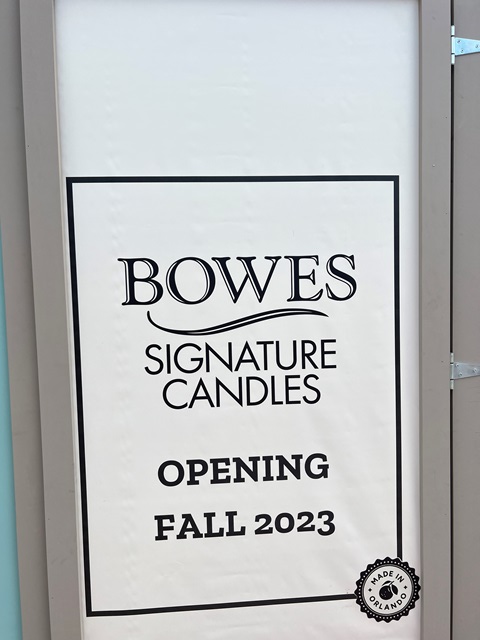 BOWES
SIGNATURE
CANDLES
OPENING
FALL 2023
MADE IN
ORLANDO